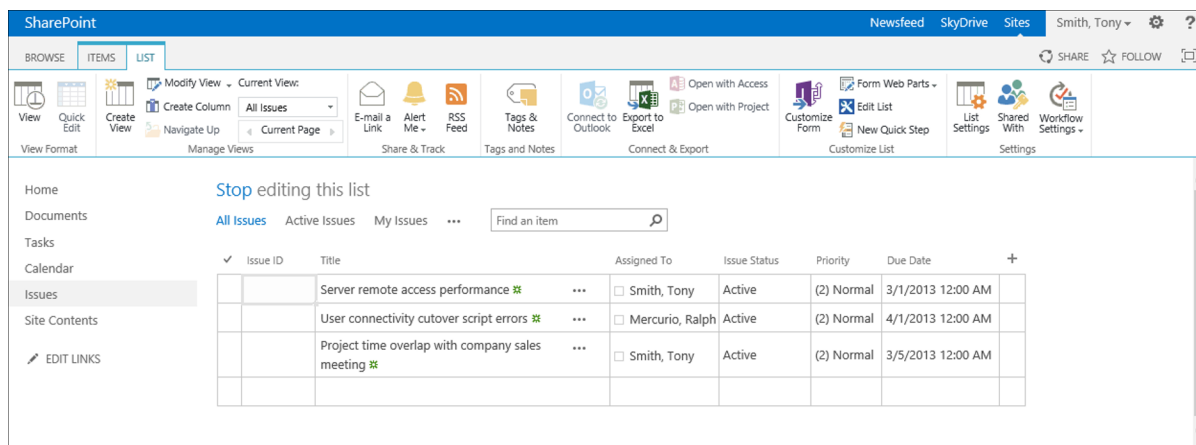 SharePoint Newsfeed SkyDrive Sites Smith, Tony ?
BROWSE ITEMS LIST SHARE FOLLOW
View Quick Edit
View Format
Create View Modify View Create Column Navigate Up Current View: All Issues Current Page
Manage Views
E-mail a Link Alert Me RSS Feed
Share & Track
Tags & Notes
Tags and Notes
Connect to Outlook Export to Excel Open with Access Open with Project
Connect & Export
Customize Form Form Web Parts Edit List New Quick Step
Customize List
List Settings Shared With Workflow Settings
Settings
Home
Documents
Tasks
Calendar
Issues
Site Contents
EDIT LINKS
Stop editing this list
All Issues Active Issues My Issues ••• Find an item
✓ Issue ID Title Assigned To Issue Status Priority Due Date +
Server remote access performance ••• Smith, Tony Active (2) Normal 3/1/2013 12:00 AM
User connectivity cutover script errors ••• Mercurio, Ralph Active (2) Normal 4/1/2013 12:00 AM
Project time overlap with company sales
meeting ••• Smith, Tony Active (2) Normal 3/5/2013 12:00 AM